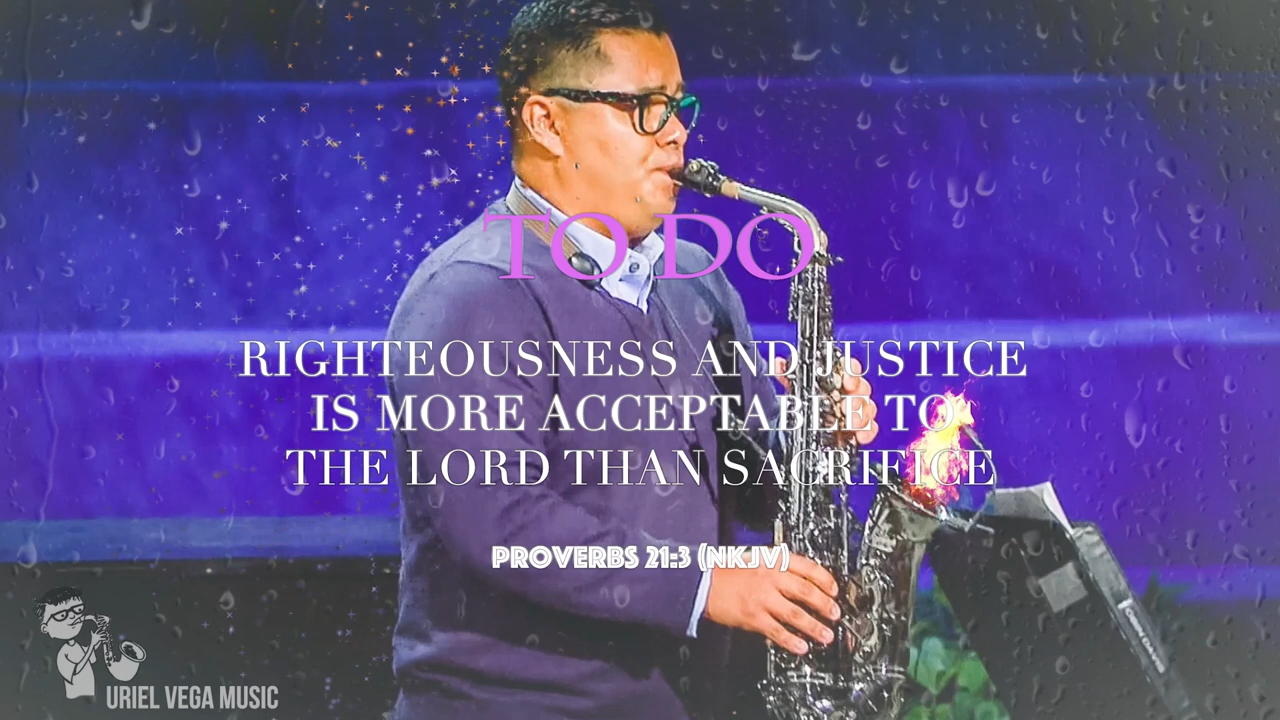 TO DO
RIGHTEOUSNESS AND JUSTICE
IS MORE ACCEPTABLE TO
THE LORD THAN SACRIFICE
PROVERBS 21:3 (NKJV)
URIEL VEGA MUSIC